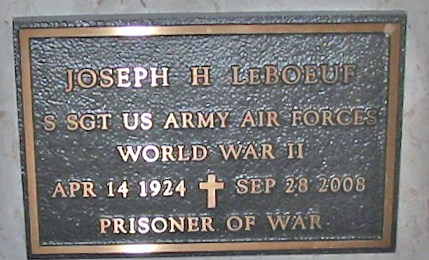 JOSEPH H LeBOEUF
S SGT US ARMY AIR FORCES
WORLD WAR II
APR 14 1924 SEP 28 2008
PRISONER OF WAR